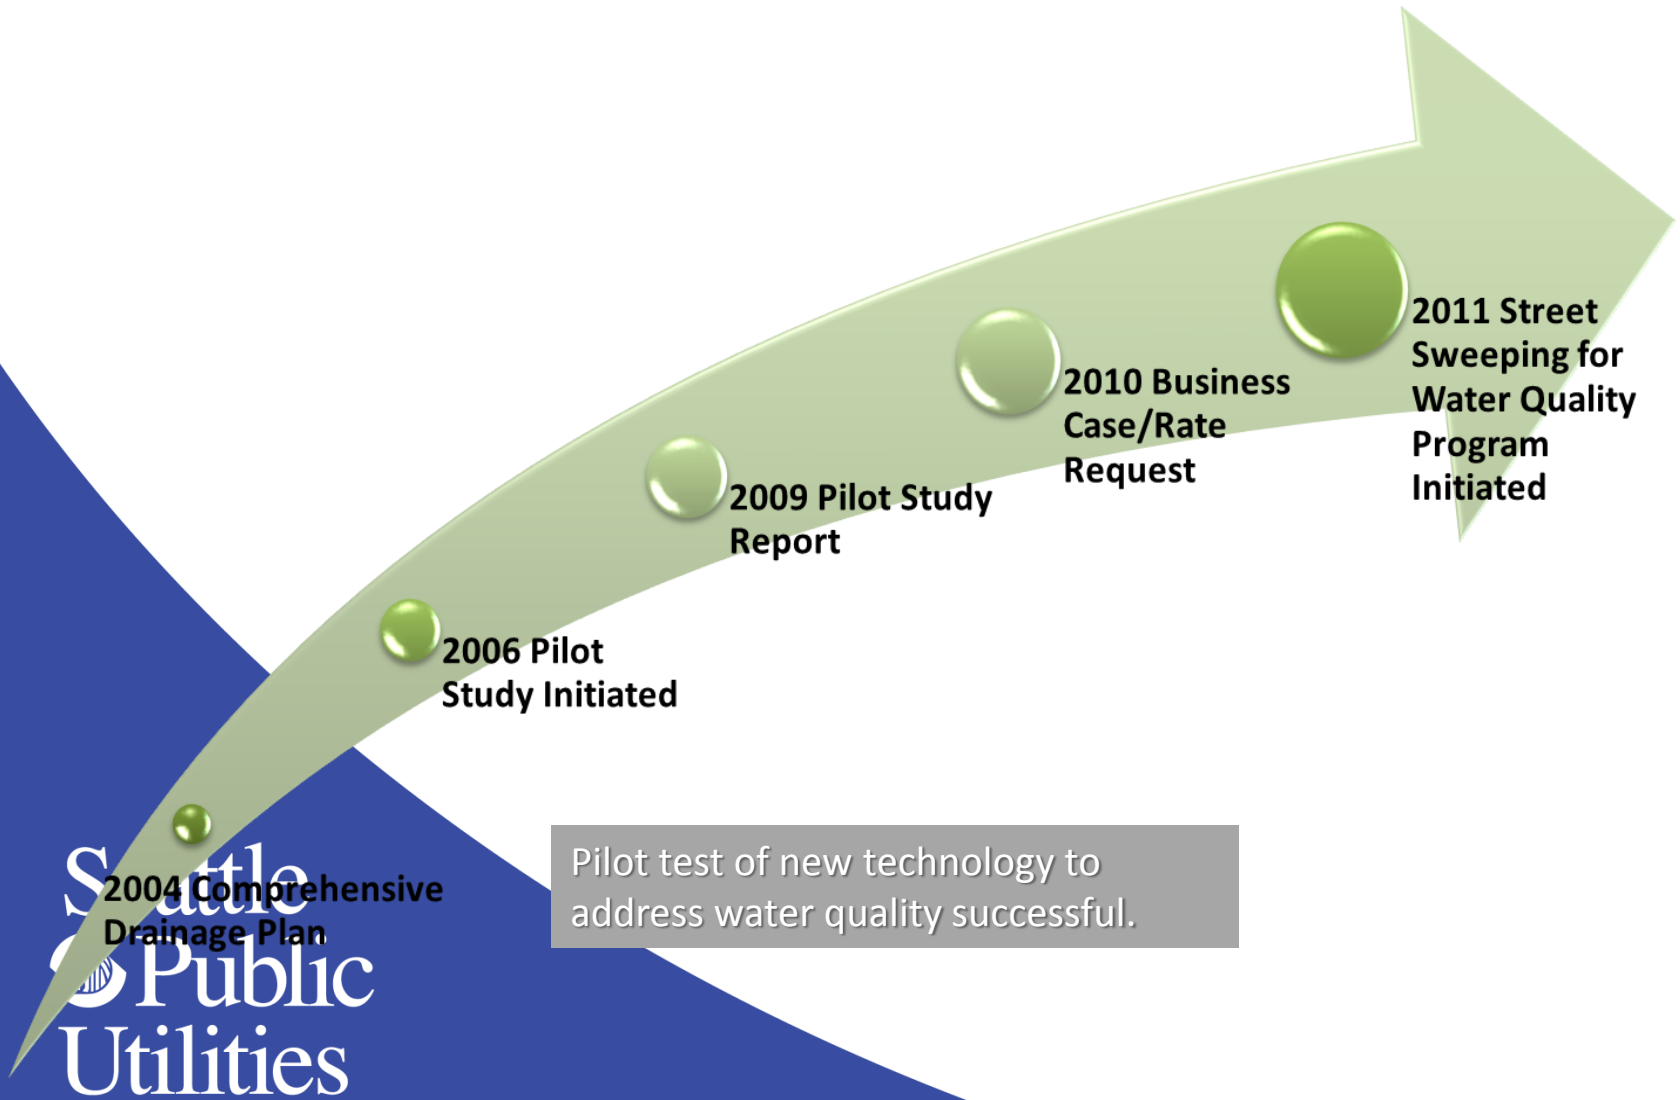 2011 Street
Sweeping for
Water Quality
Program
Initiated
2010 Business
Case/Rate
Request
2009 Pilot Study
Report
2006 Pilot
Study Initiated
2004 Comprehensive
Drainage Plan
Seattle
Public
Utilities
Pilot test of new technology to
address water quality successful.